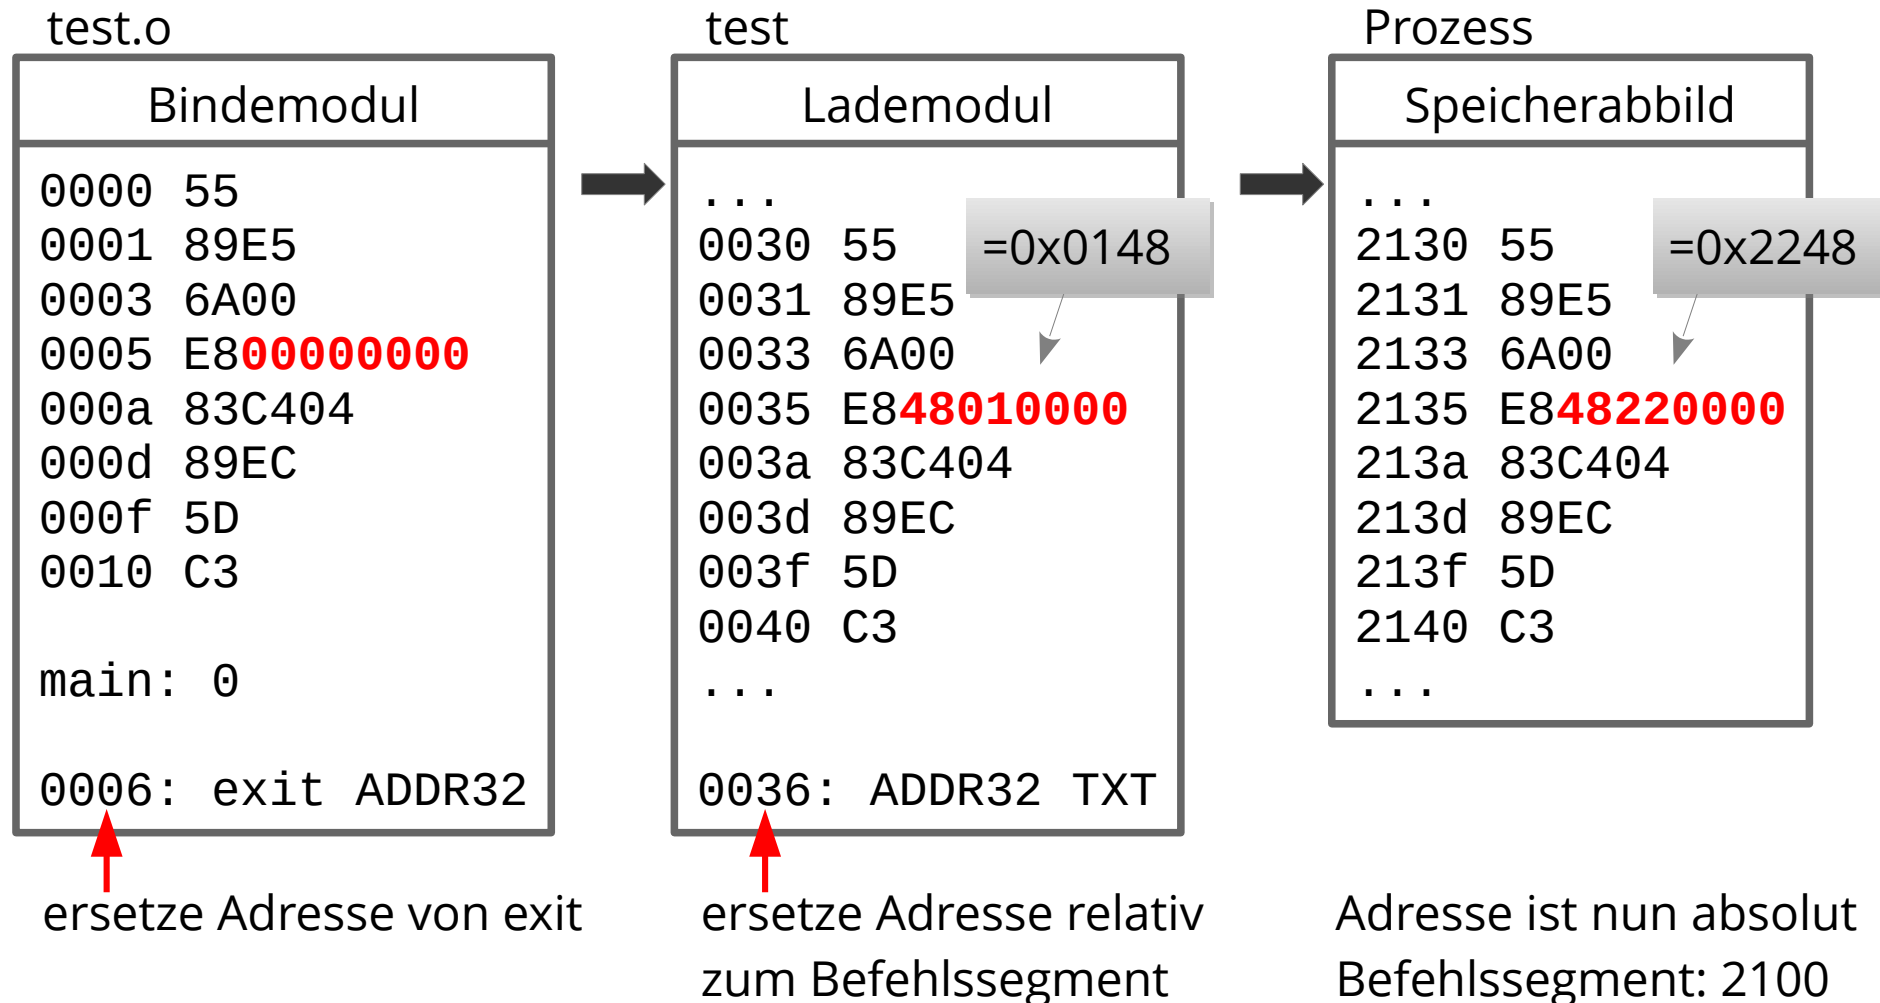 test.o
Bindemodul
0000 55
0001 89E5
0003 6A00
0005 E800000000
000a 83C404
000d 89EC
000f 5D
0010 C3
main: 0
0006: exit ADDR32
ersetze Adresse von exit
test
Lademodul
...
=0x0148
0030 55
0031 89E5
0033 6A00
0035 E848010000
003a 83C404
003d 89EC
003f 5D
0040 C3
...
0036: ADDR32 TXT
ersetze Adresse relativ
zum Befehlssegment
Prozess
Speicherabbild
...
=0x2248
2130 55
2131 89E5
2133 6A00
2135 E848220000
213a 83C404
213d 89EC
213f 5D
2140 C3
...
Adresse ist nun absolut
Befehlssegment: 2100